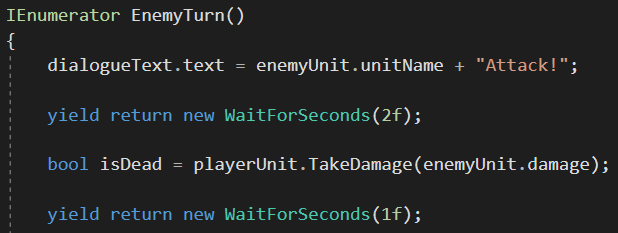 IEnumerator EnemyTurn()
{
dialogueText.text = enemyUnit.unitName + "Attack!";
yield return new WaitForSeconds(2f);
bool isDead = playerUnit.TakeDamage(enemyUnit.damage);
yield return new WaitForSeconds(1f);